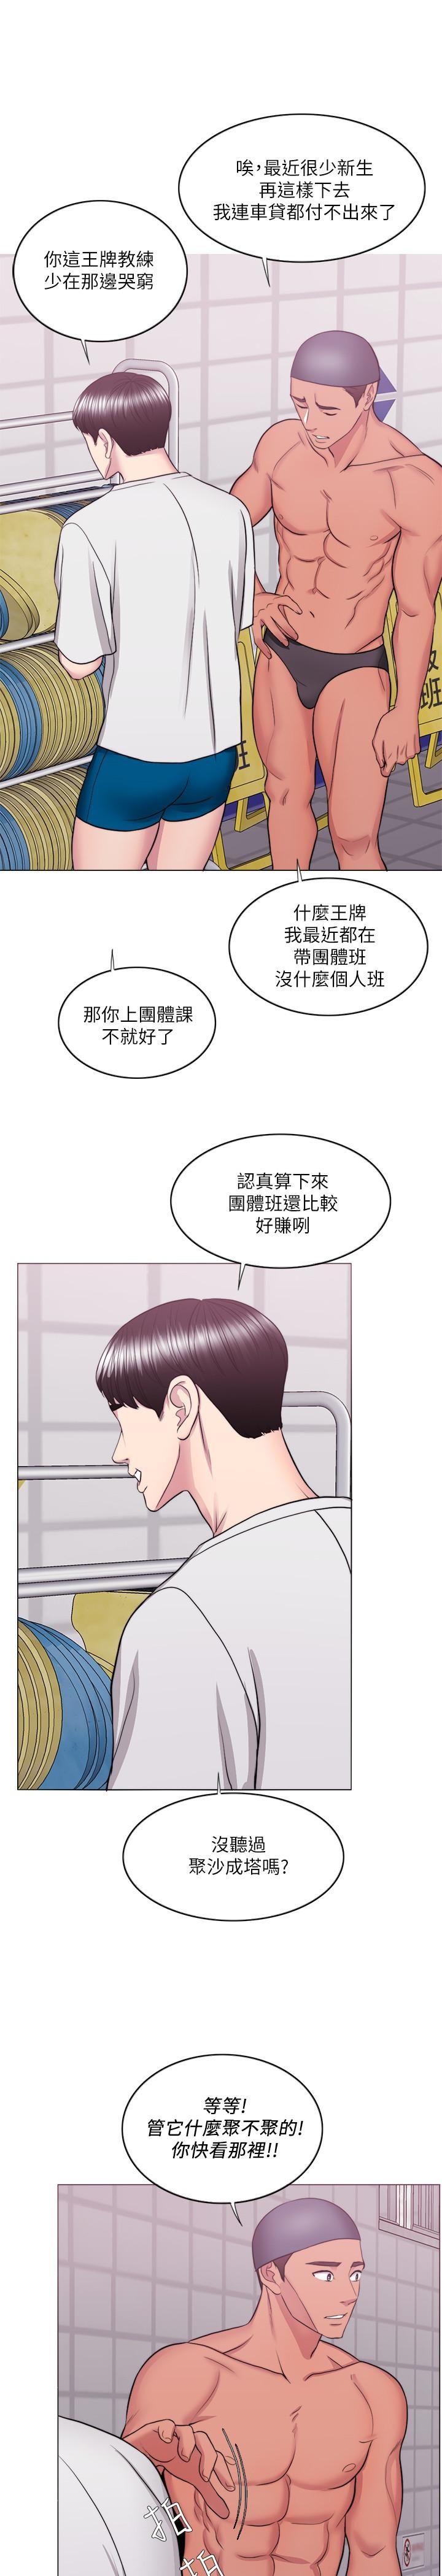 唉，最近很少新生
再這樣下去
我連車貸都付不出來了
你這王牌教練
少在那邊哭窮
班
班
什麼王牌
我最近都在
帶團體班
沒什麼個人班
那你上團體課
不就好了
認真算下來
團體班還比較
好賺咧
沒聽過
聚沙成塔嗎?
等等!
管它什麼聚不聚的!
你快看那裡!!
拍
拍